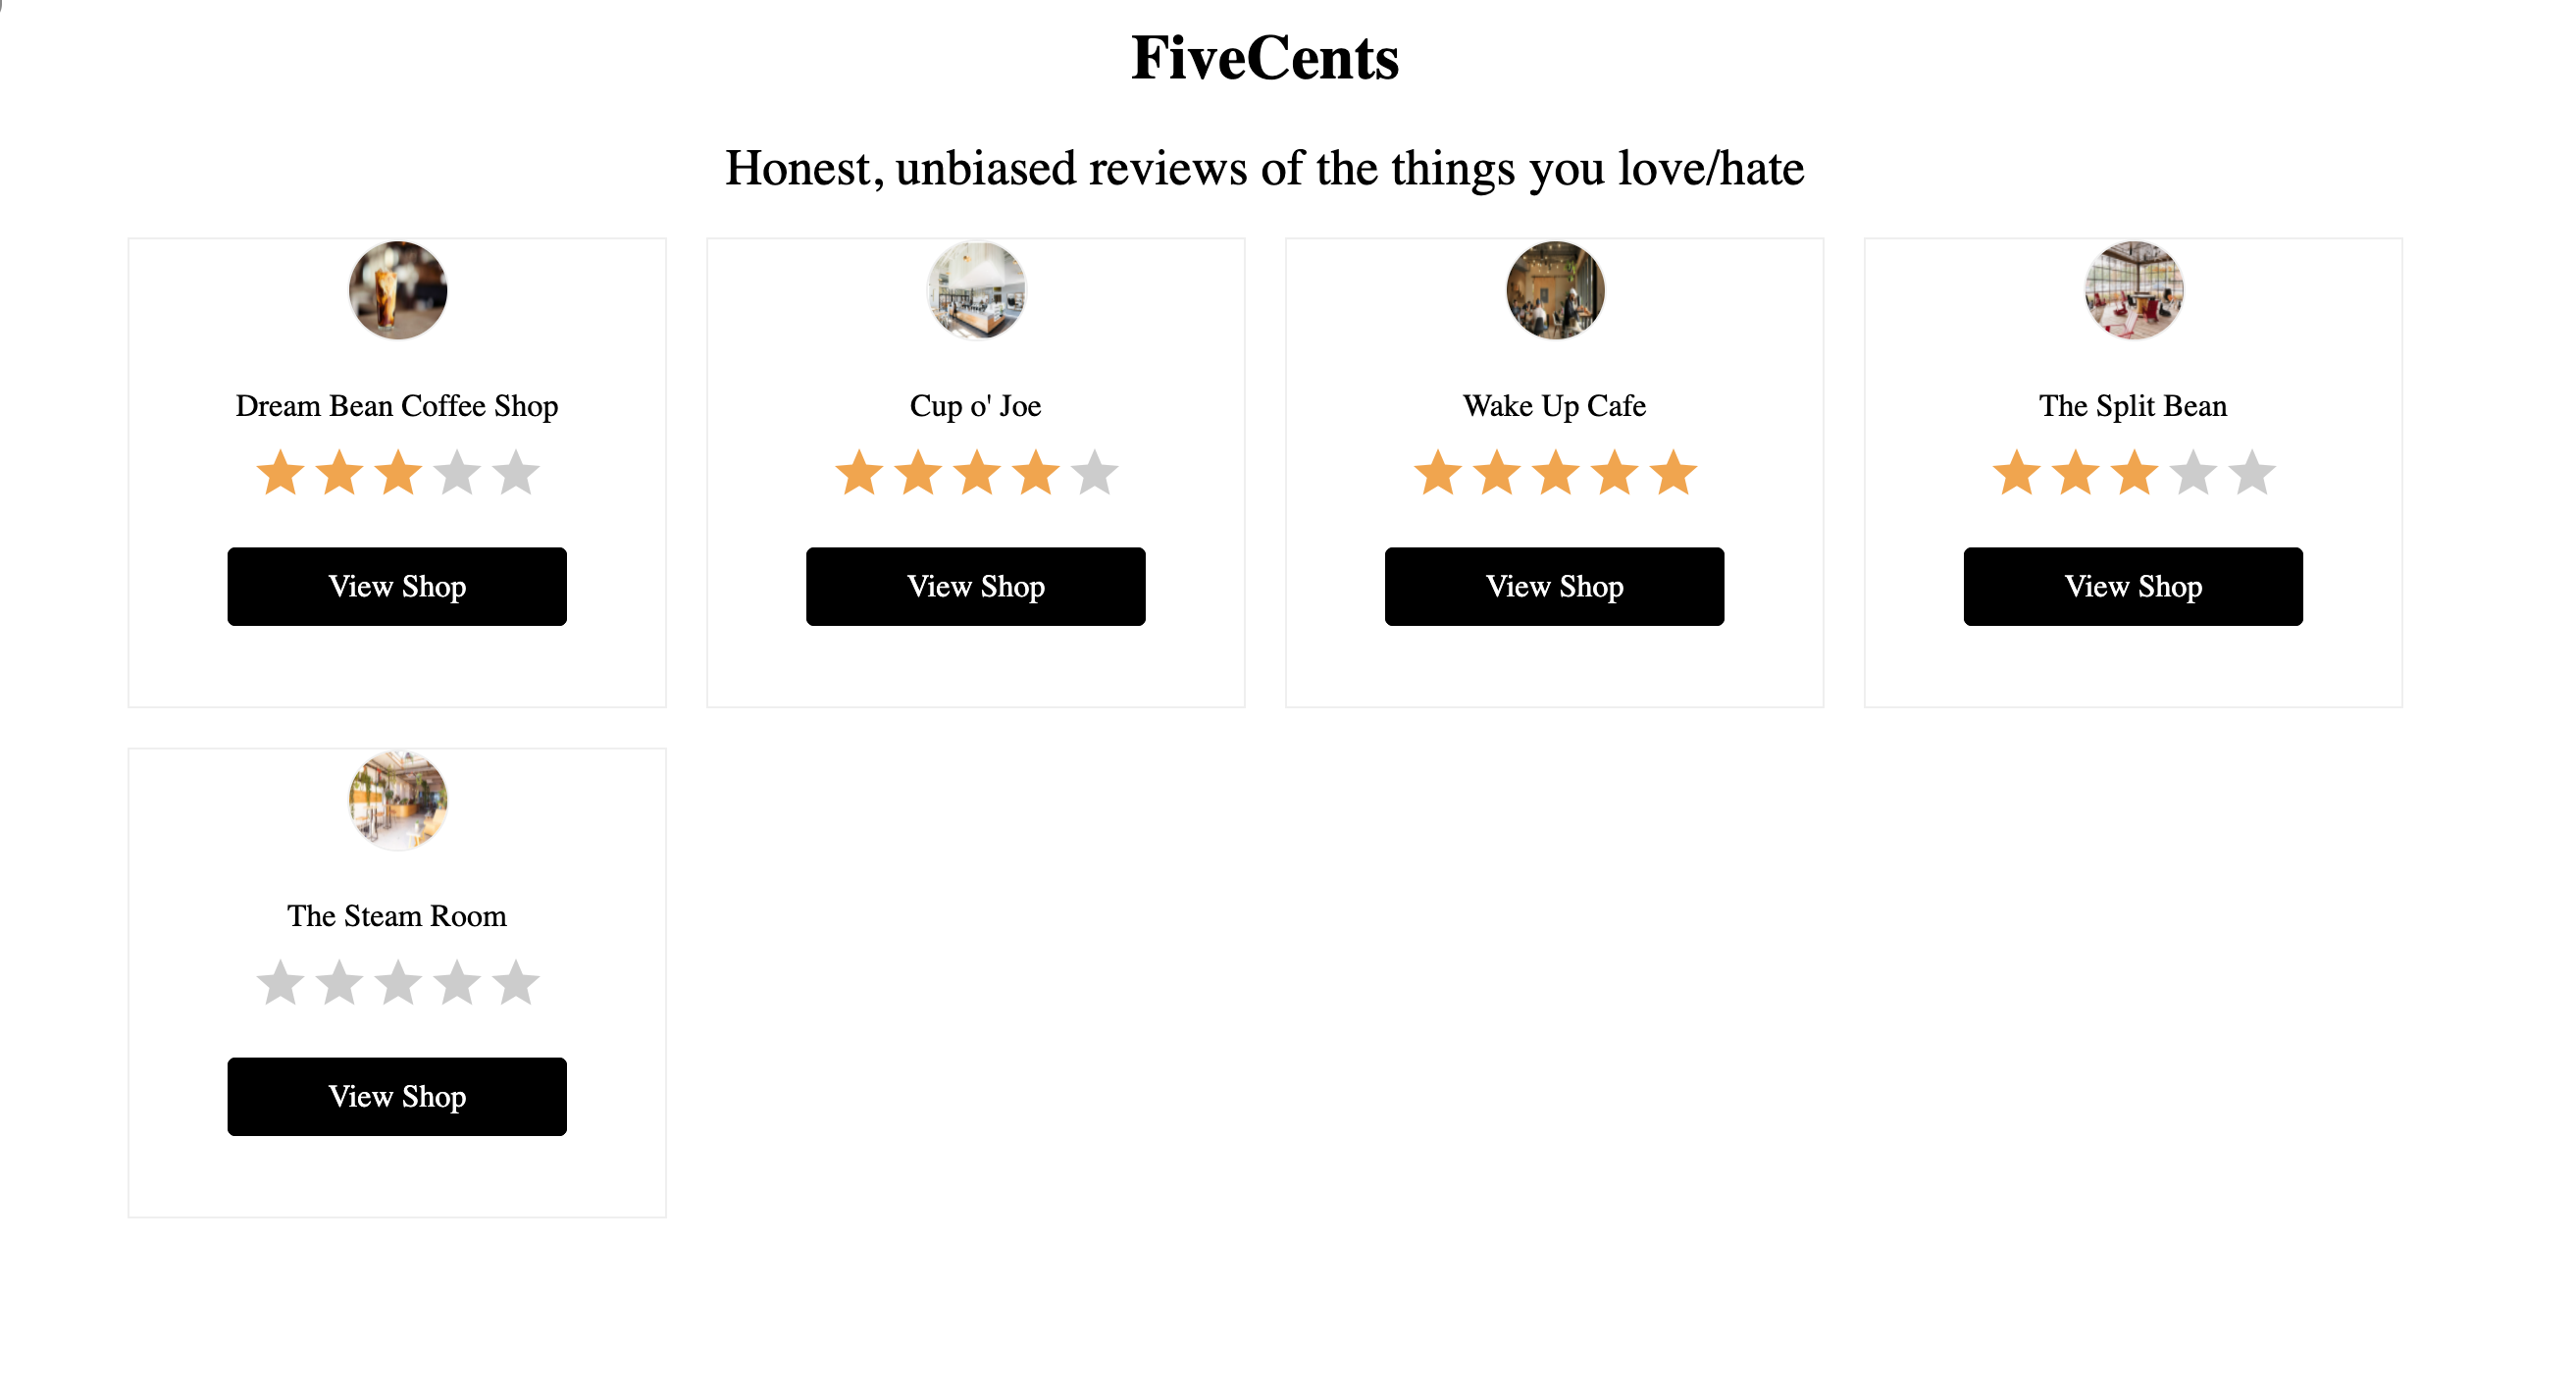 FiveCents
Honest, unbiased reviews of the things you love/hate
Dream Bean Coffee Shop
View Shop
Cup o' Joe
View Shop
Wake Up Cafe
View Shop
The Split Bean
View Shop
The Steam Room
View Shop